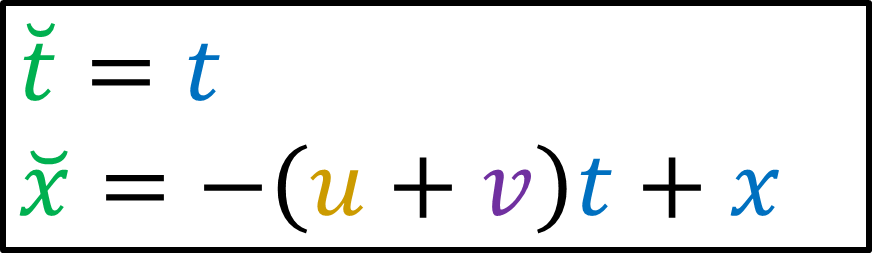 t̆ = t
x̆ = −(u + v)t + x